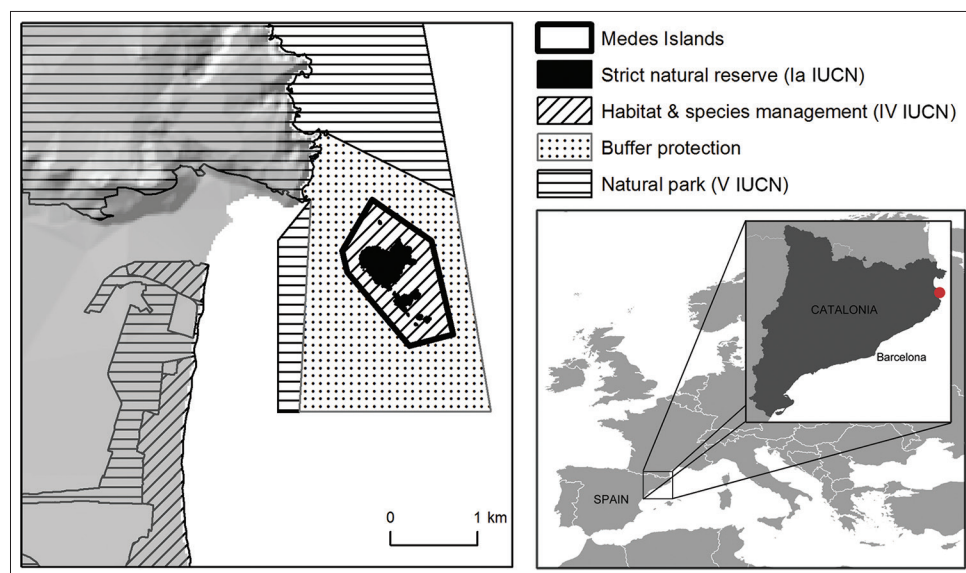 Medes Islands
Strict natural reserve (Ia IUCN)
Habitat & species management (IV IUCN)
Buffer protection
Natural park (V IUCN)
0 1 km
CATALONIA
Barcelona
SPAIN